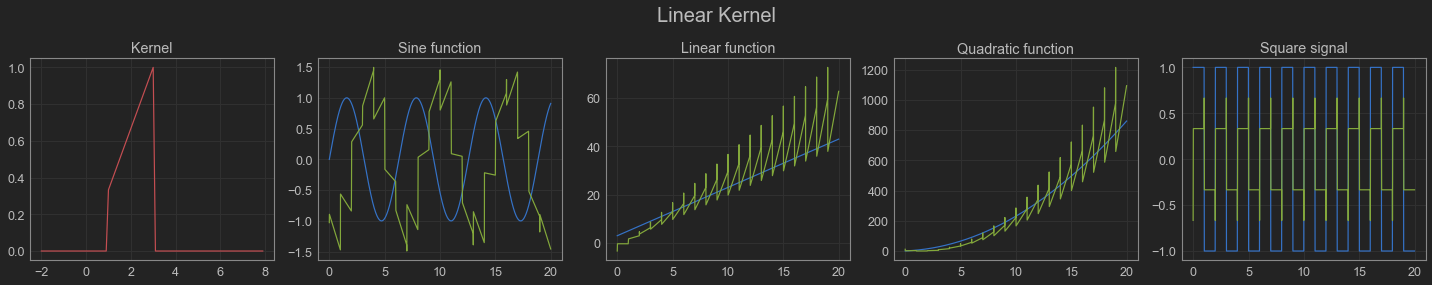 Linear Kernel
Kernel
1.0
0.8
0.6
0.4
0.2
0.0
−2 0 2 4 6 8
Sine function
1.5
1.0
0.5
0.0
−0.5
−1.0
−1.5
0 5 10 15 20
Linear function
60
40
20
0
0 5 10 15 20
Quadratic function
1200
1000
800
600
400
200
0
0 5 10 15 20
Square signal
1.0
0.5
0.0
−0.5
−1.0
0 5 10 15 20